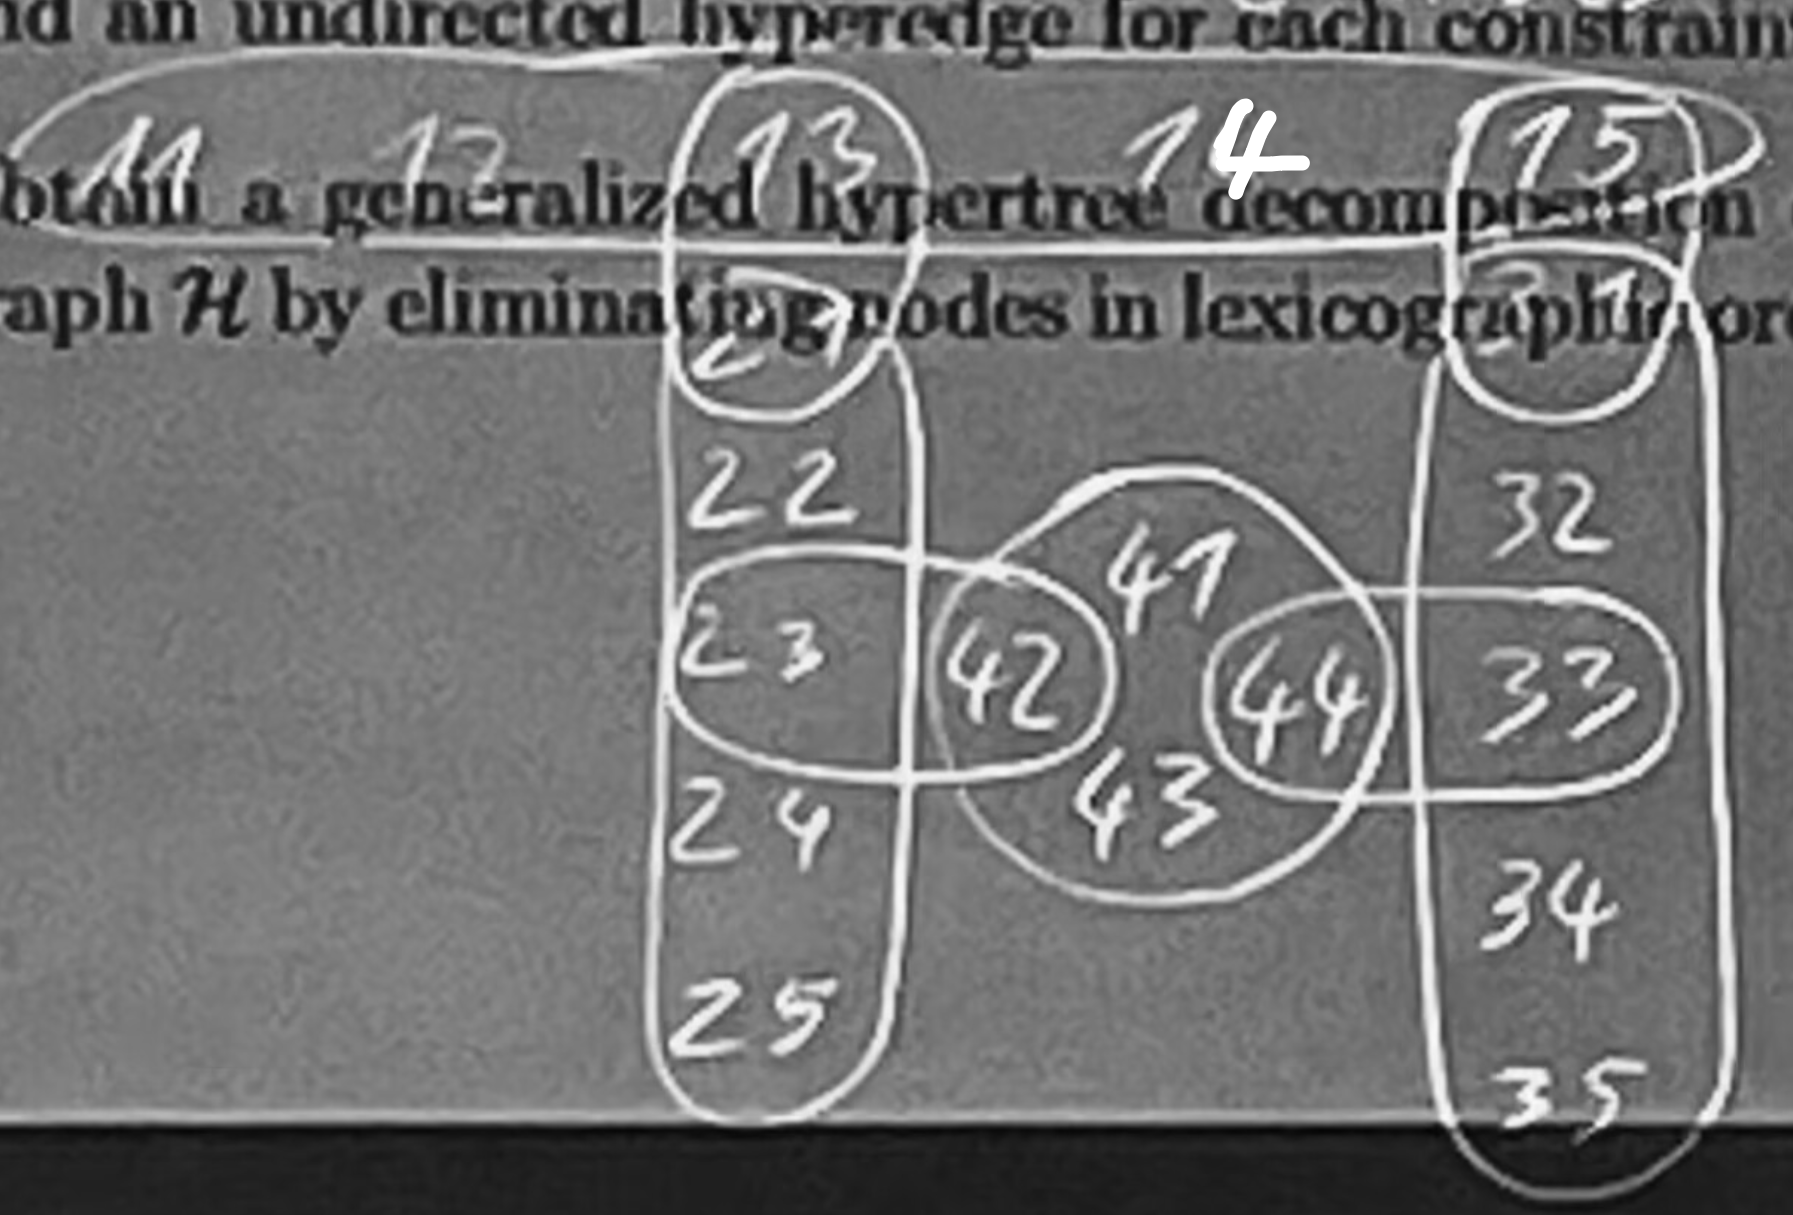 nd an undirected hyperedge for each constrain
11 12 13 14 15
btain a generalized hypertree decomposition
raph H by eliminating nodes in lexicographic or
21 31
22 32
41
23 42 44 33
43
24 34
25 35